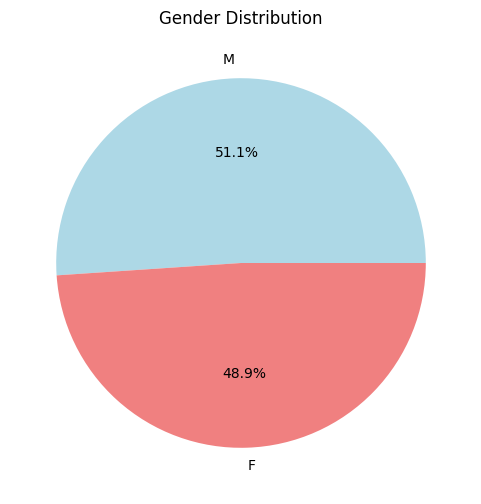 Gender Distribution
M
51.1%
48.9%
F